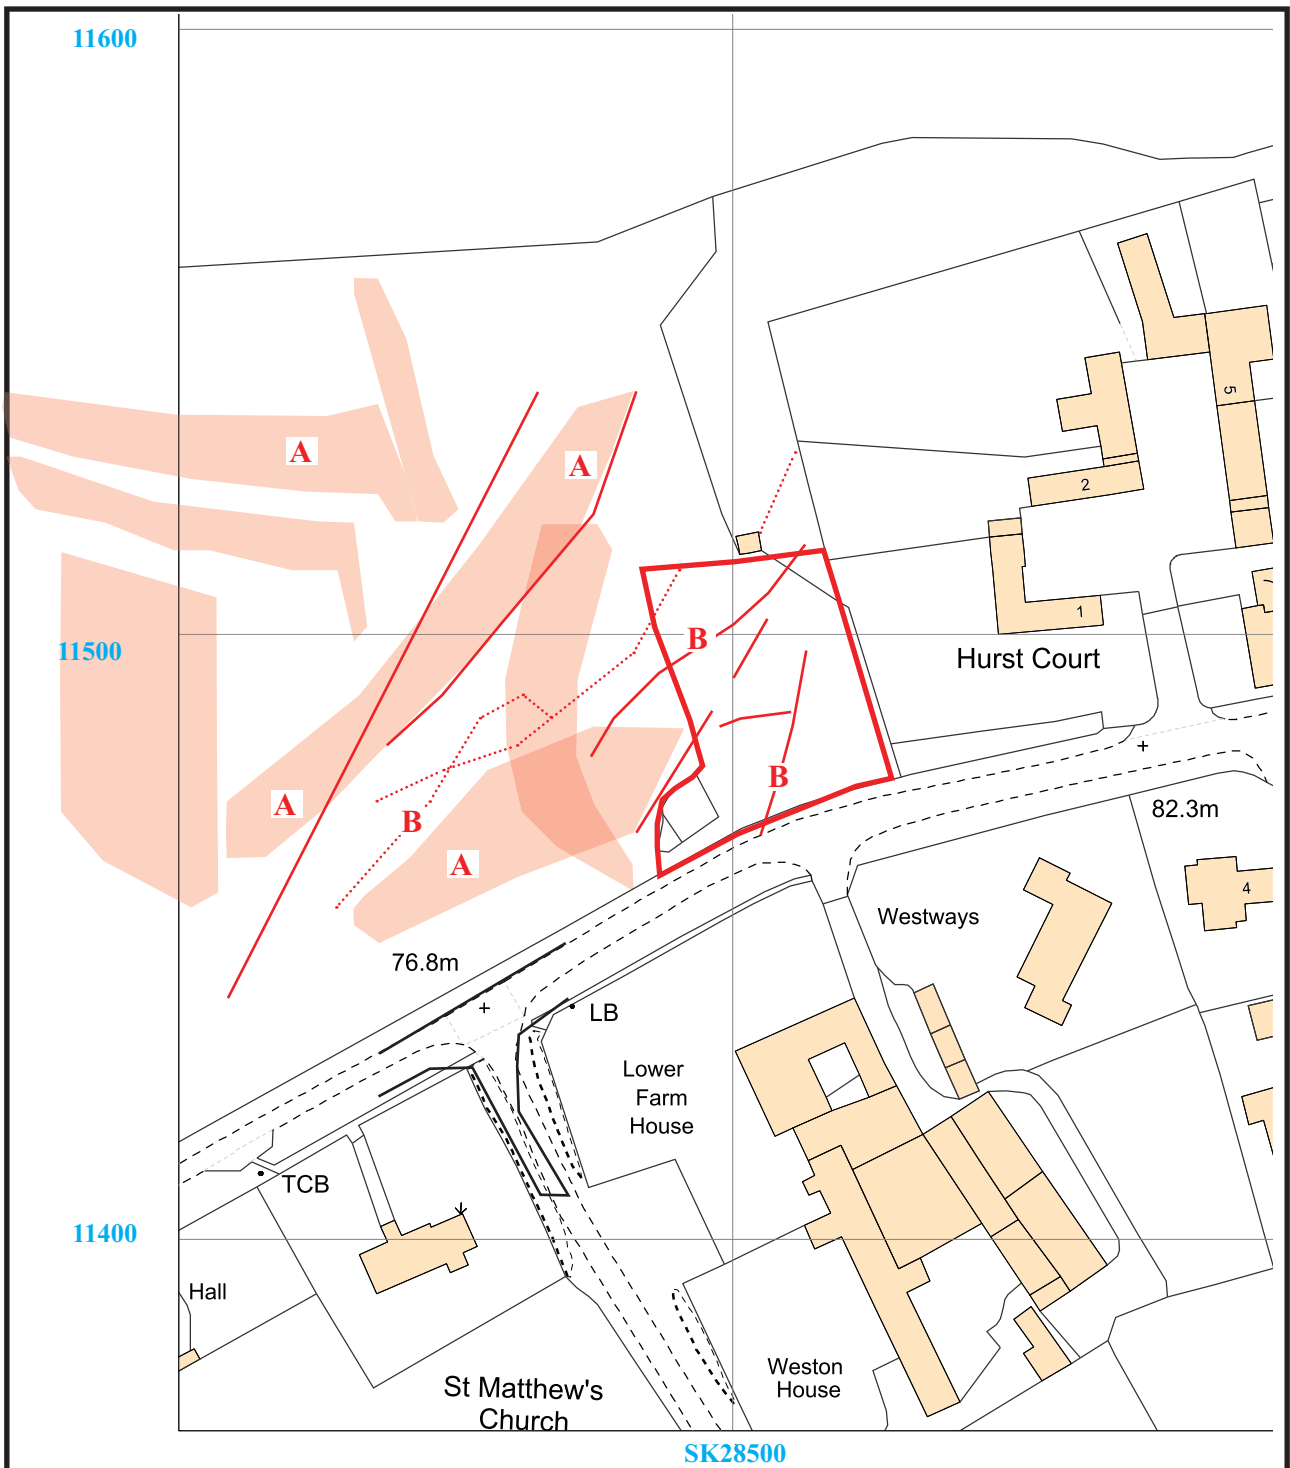 11600
5
A
A
2
1
B
11500
Hurst Court
B
A
B
82.3m
A
4
Westways
76.8m
LB
Lower
Farm
House
TCB
11400
Hall
Weston
House
St Matthew's
Church
SK28500